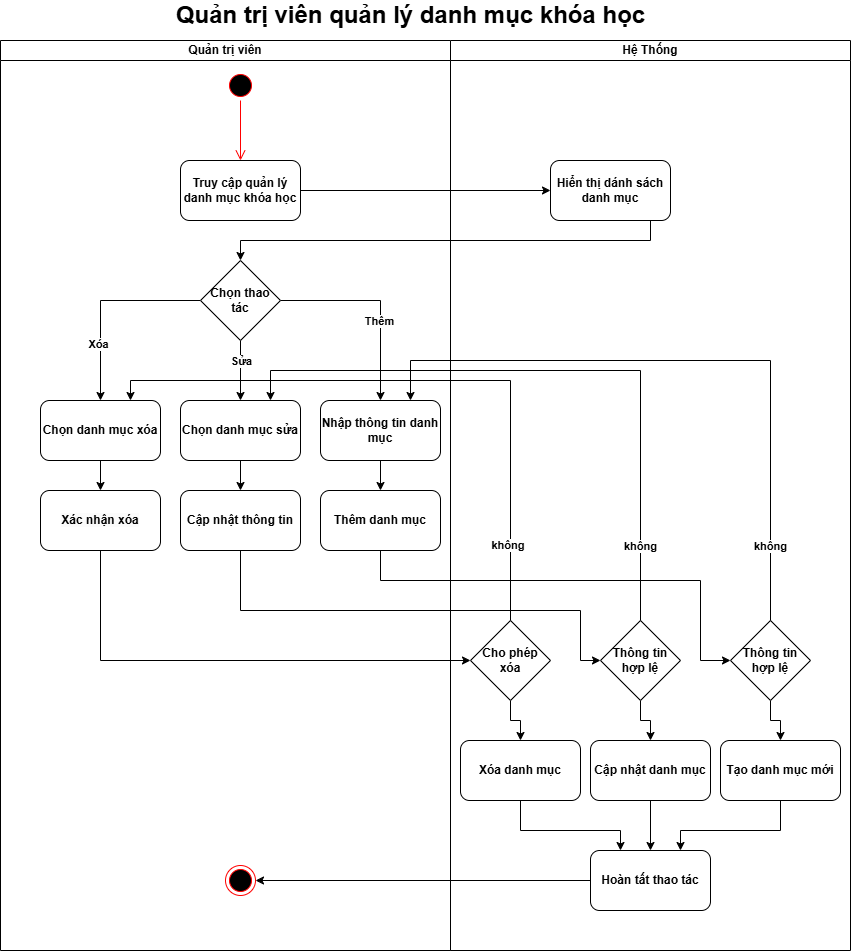 Quản trị viên quản lý danh mục khóa học
Quản trị viên
Hệ Thống
Truy cập quản lý
danh mục khóa học
Hiến thị dánh sách
danh mục
Chọn thao
tác
Thêm
Xóa
Sửa
Chọn danh mục xóa
Chọn danh mục sửa
Nhập thông tin danh
mục
Xác nhận xóa
Cập nhật thông tin
Thêm danh mục
không
không
không
Cho phép
xóa
Thông tin
hợp lệ
Thông tin
hợp lệ
Xóa danh mục
Cập nhật danh mục
Tạo danh mục mới
Hoàn tất thao tác